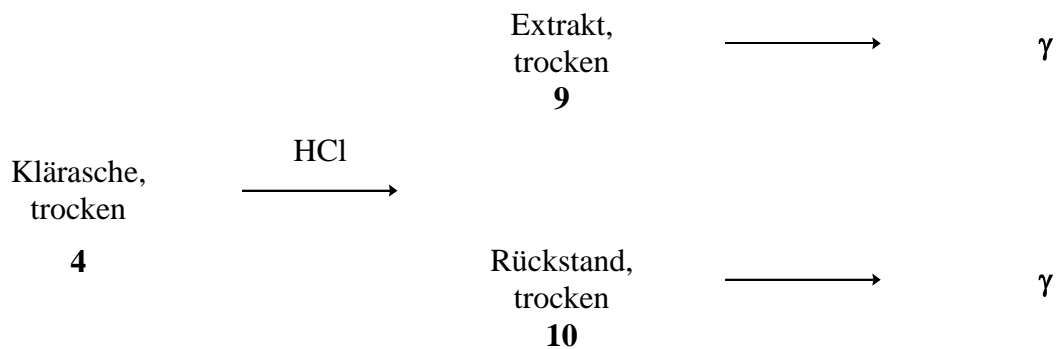 Extrakt,
trocken
9
γ
HCl
Klärasche,
trocken
4
Rückstand,
trocken
10
γ